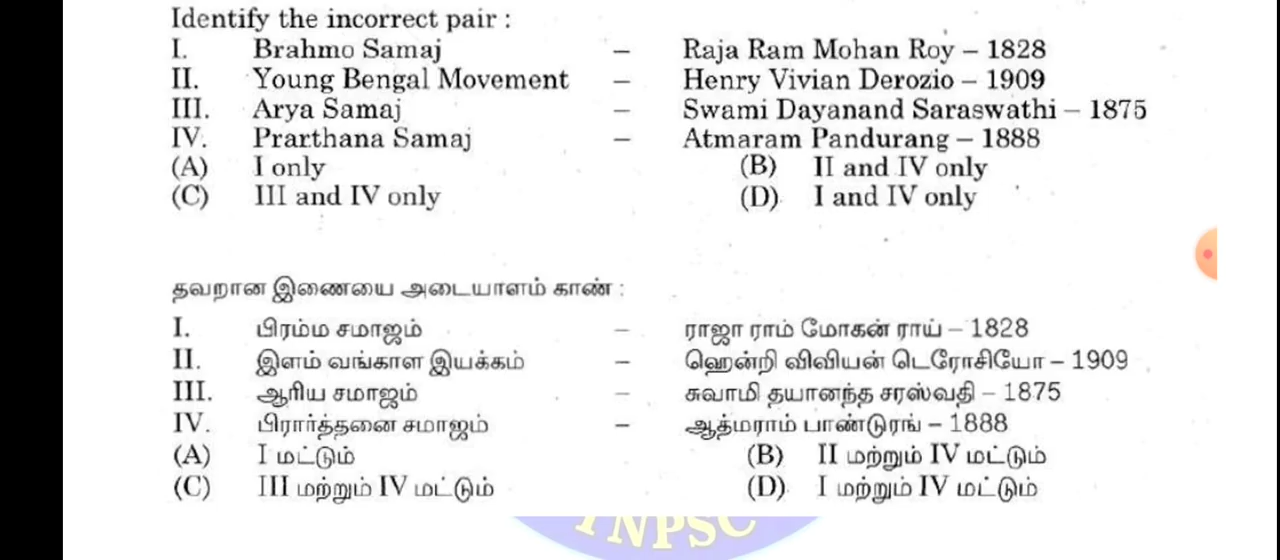 Identify the incorrect pair :
I. Brahmo Samaj – Raja Ram Mohan Roy – 1828
II. Young Bengal Movement – Henry Vivian Derozio – 1909
III. Arya Samaj – Swami Dayanand Saraswathi – 1875
IV. Prarthana Samaj – Atmaram Pandurang – 1888
(A) I only (B) II and IV only
(C) III and IV only (D) I and IV only
தவறான இணையை அடையாளம் காண் :
I. பிரம்ம சமாஜம் – ராஜா ராம் மோகன் ராய் – 1828
II. இளம் வங்காள இயக்கம் – ஹென்றி விவியன் டெரோசியோ – 1909
III. ஆரிய சமாஜம் – சுவாமி தயானந்த சரஸ்வதி – 1875
IV. பிரார்த்தனை சமாஜம் – ஆத்மராம் பாண்டுரங் – 1888
(A) I மட்டும் (B) II மற்றும் IV மட்டும்
(C) III மற்றும் IV மட்டும் (D) I மற்றும் IV மட்டும்
TNPSC